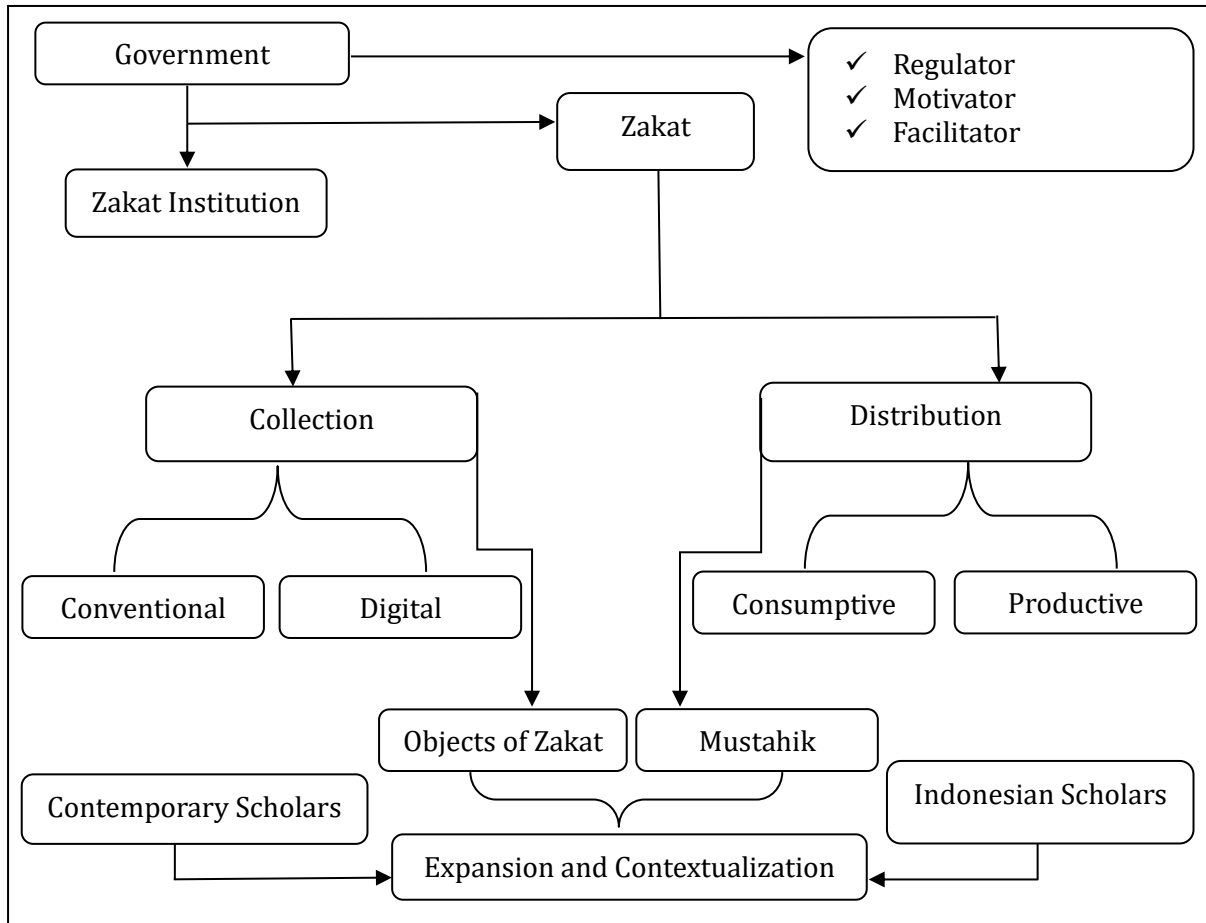 Government
✓ Regulator
✓ Motivator
✓ Facilitator
Zakat
Zakat Institution
Collection
Distribution
Conventional
Digital
Consumptive
Productive
Objects of Zakat
Mustahik
Contemporary Scholars
Indonesian Scholars
Expansion and Contextualization